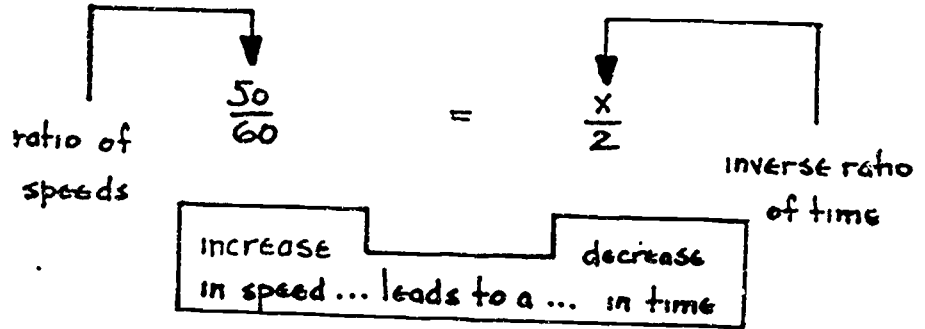 50/60 = x/2
ratio of
speeds
inverse ratio
of time
increase
decrease
in speed... leads to a... in time